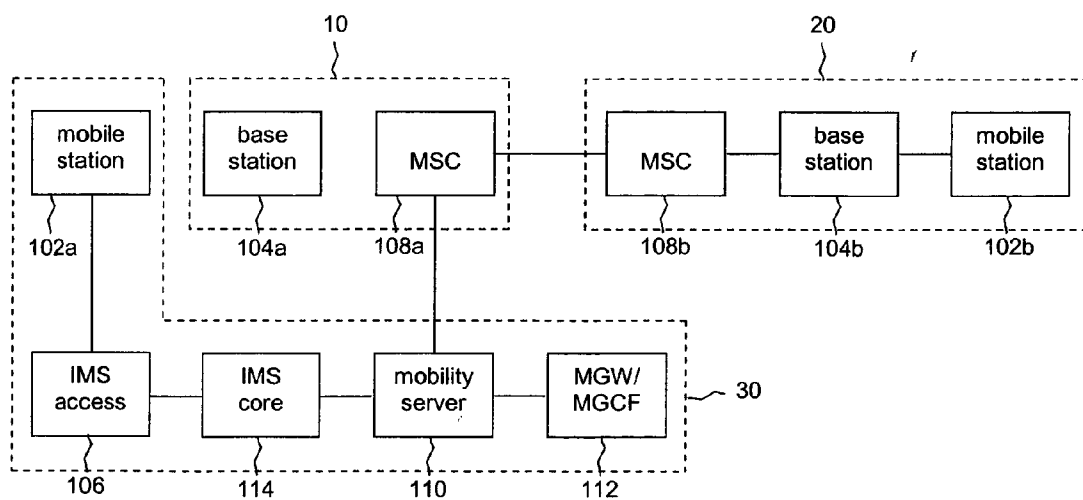 10
20
mobile
station
base
station
MSC
MSC
base
station
mobile
station
102a
104a
108a
108b
104b
102b
IMS
access
IMS
core
mobility
server
MGW/
MGCF
30
106
114
110
112